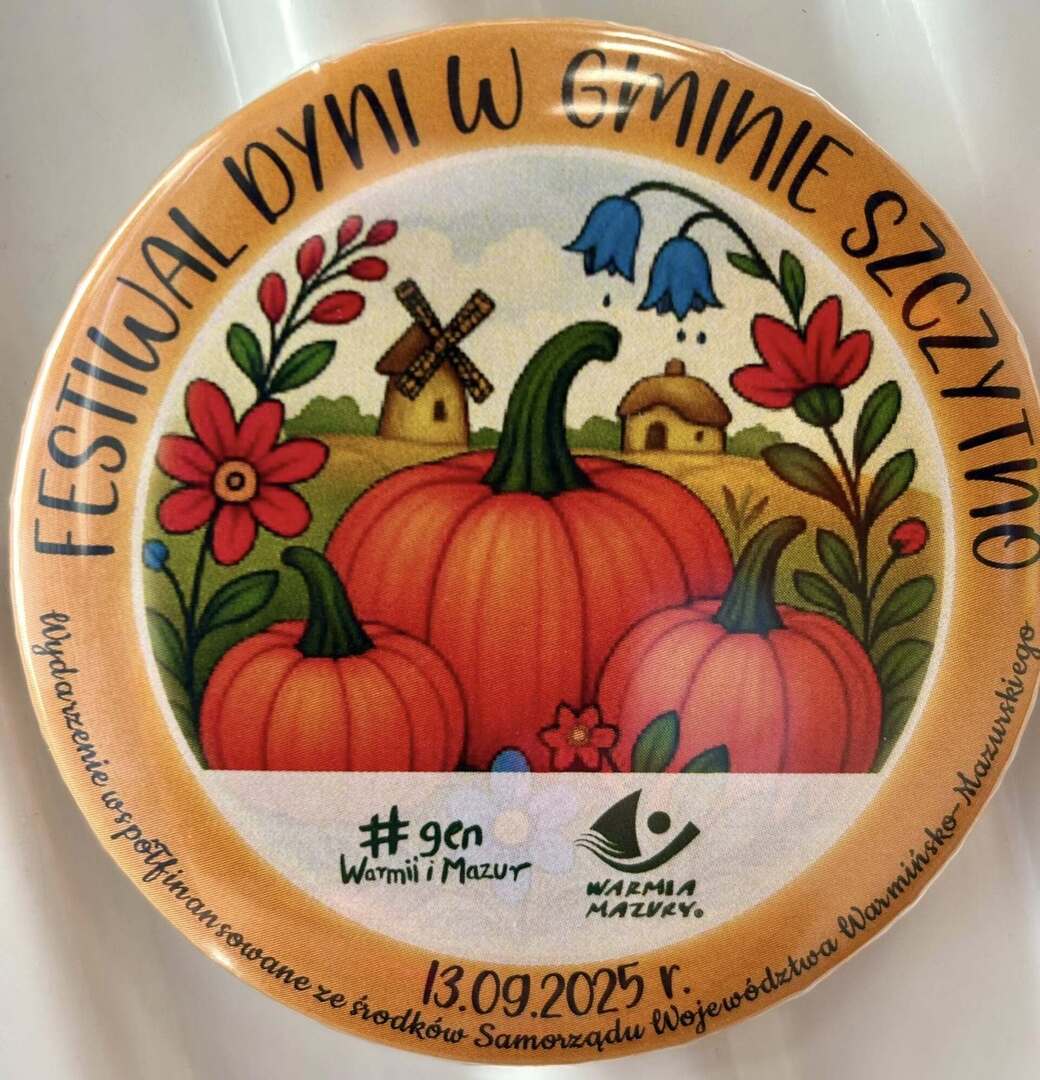 FESTIWAL DYNI W GMINIE SZCZYTNO
#gen
Warmii i Mazur
WARMIA
MAZURY®
13.09.2025 r.
Wydarzenie współfinansowane ze środków Samorządu Województwa Warmińsko-Mazurskiego